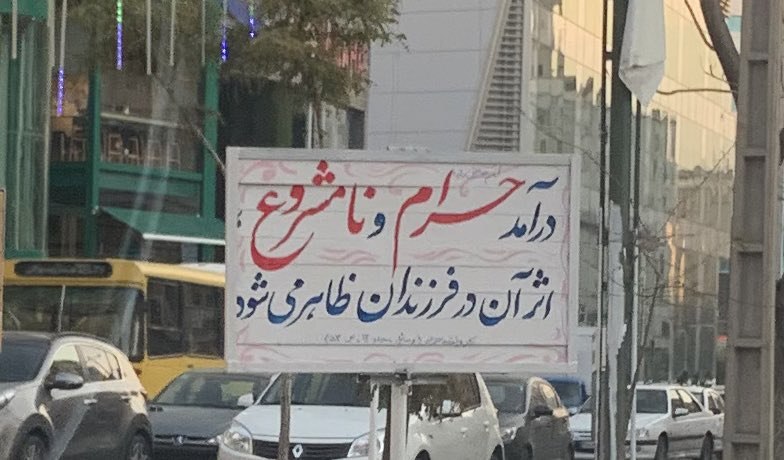 درآمد حرام و نامشروع،
اثر آن در فرزندان ظاهر می شود